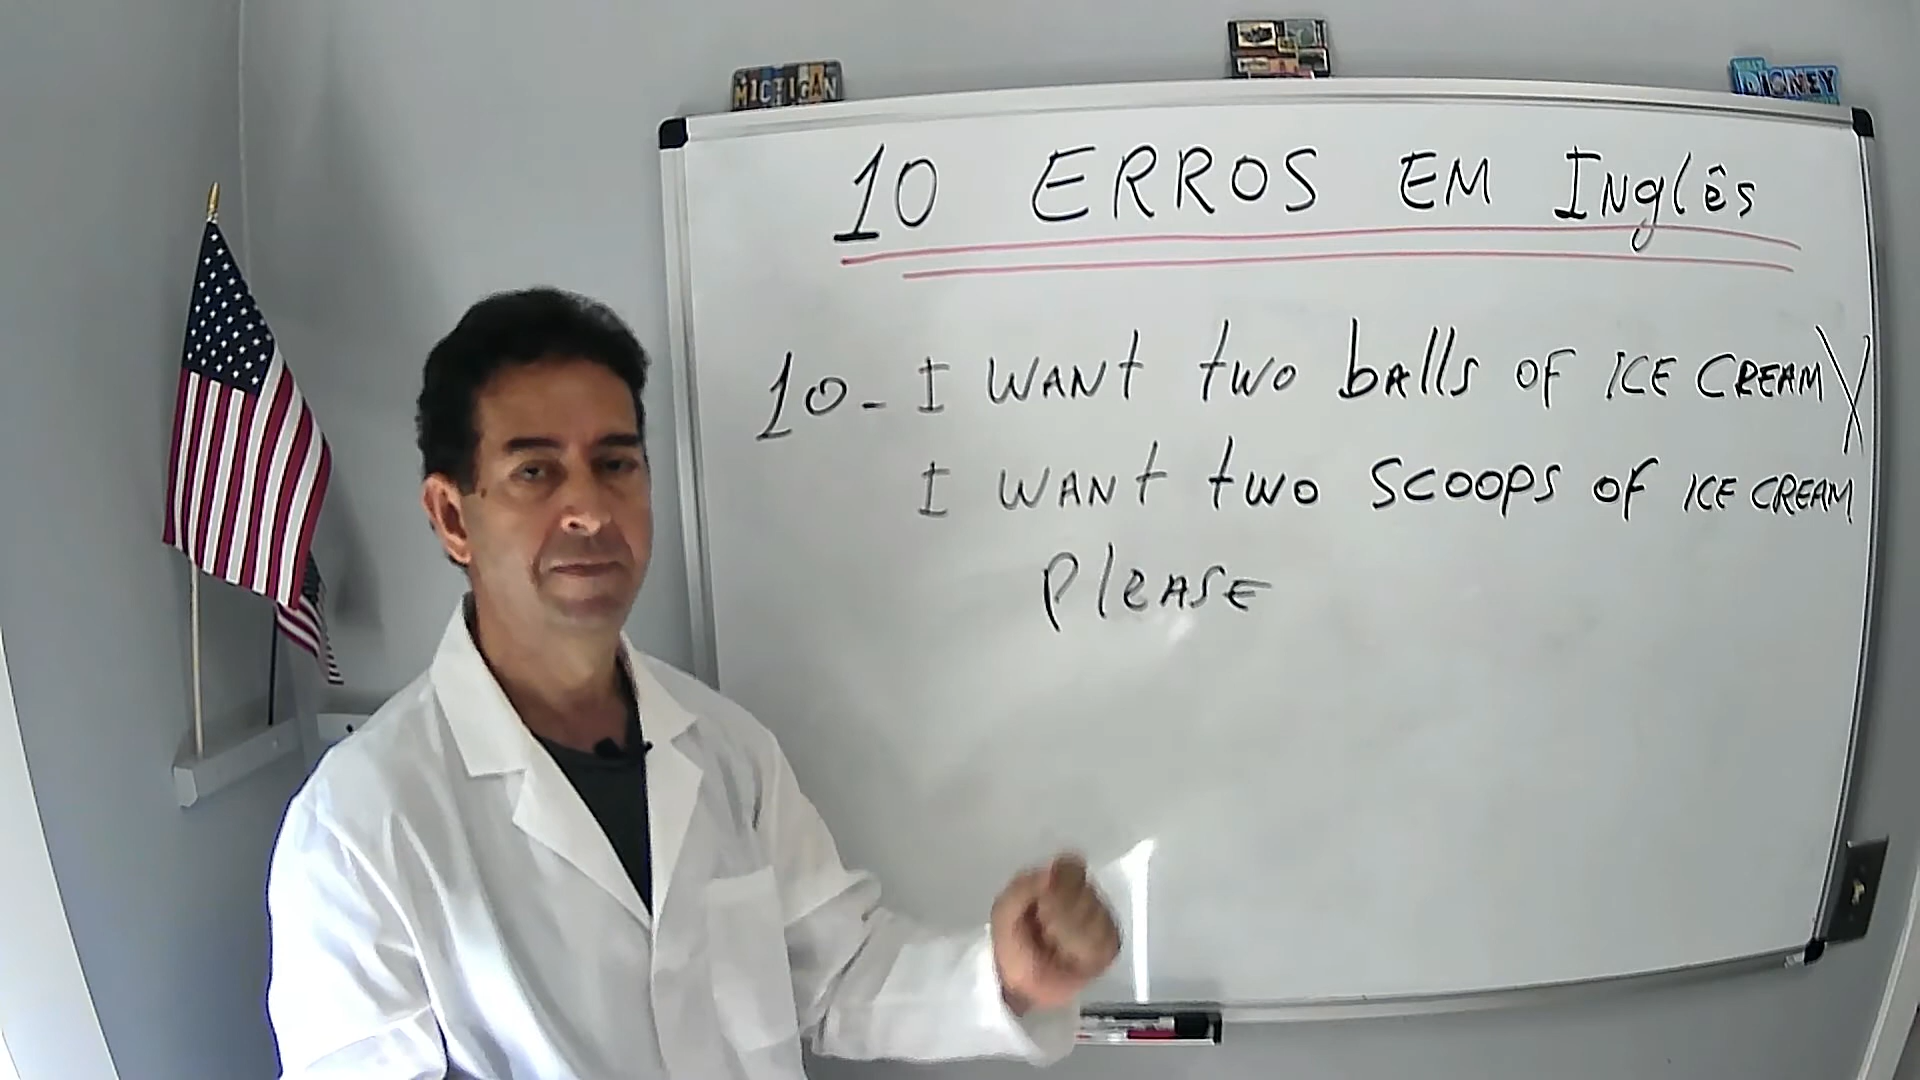 MICHIGAN
DISNEY
10 ERROS EM Inglês
10- I WANT two balls OF ICE CREAM X
I WANT two SCOOPS OF ICE CREAM
PleASE